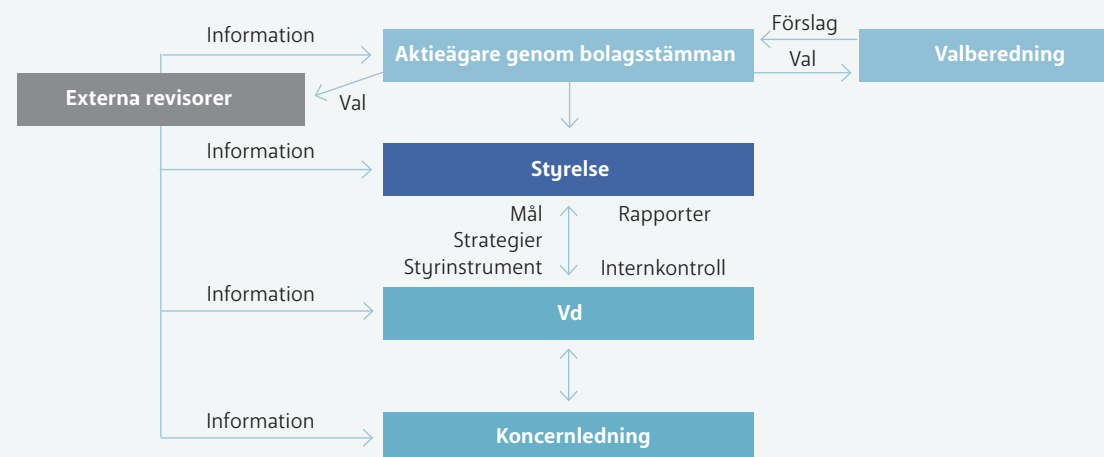 Förslag
Information
Aktieägare genom bolagsstämman
Valberedning
Val
Externa revisorer
Val
Information
Styrelse
Mål
Rapporter
Strategier
Styrinstrument
Internkontroll
Information
Vd
Information
Koncernledning